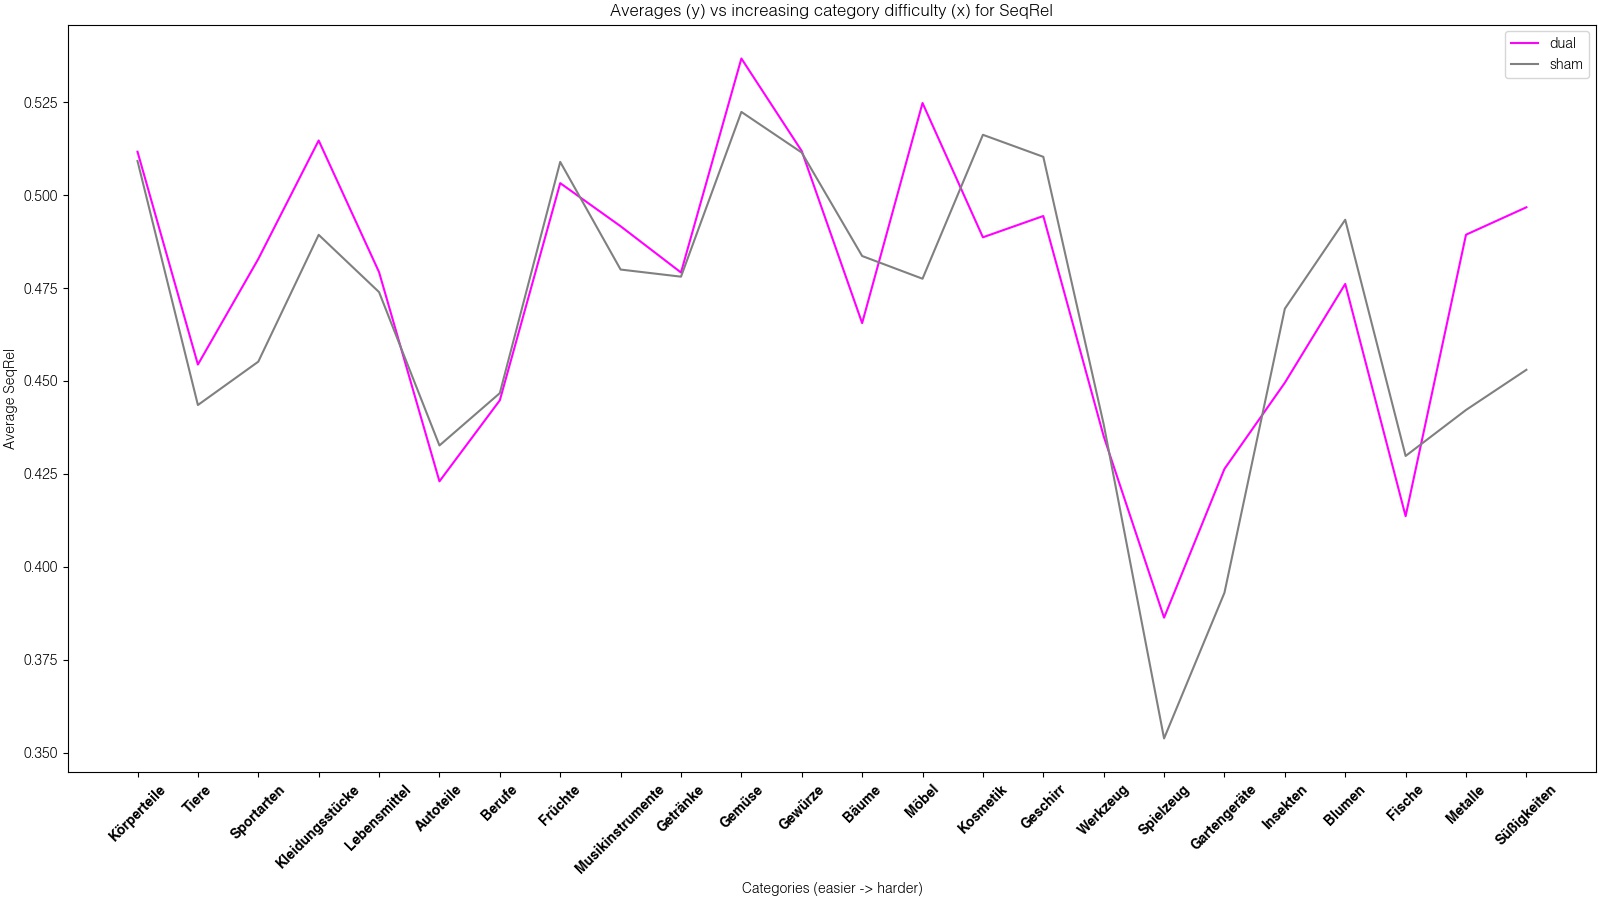 Averages (y) vs increasing category difficulty (x) for SeqRel
dual
sham
0.525
0.500
0.475
0.450
0.425
0.400
0.375
0.350
Average SeqRel
Körperteile
Tiere
Sportarten
Kleidungsstücke
Lebensmittel
Autoteile
Berufe
Früchte
Musikinstrumente
Getränke
Gemüse
Gewürze
Bäume
Möbel
Kosmetik
Geschirr
Werkzeug
Spielzeug
Gartengeräte
Insekten
Blumen
Fische
Metalle
Süßigkeiten
Categories (easier -> harder)